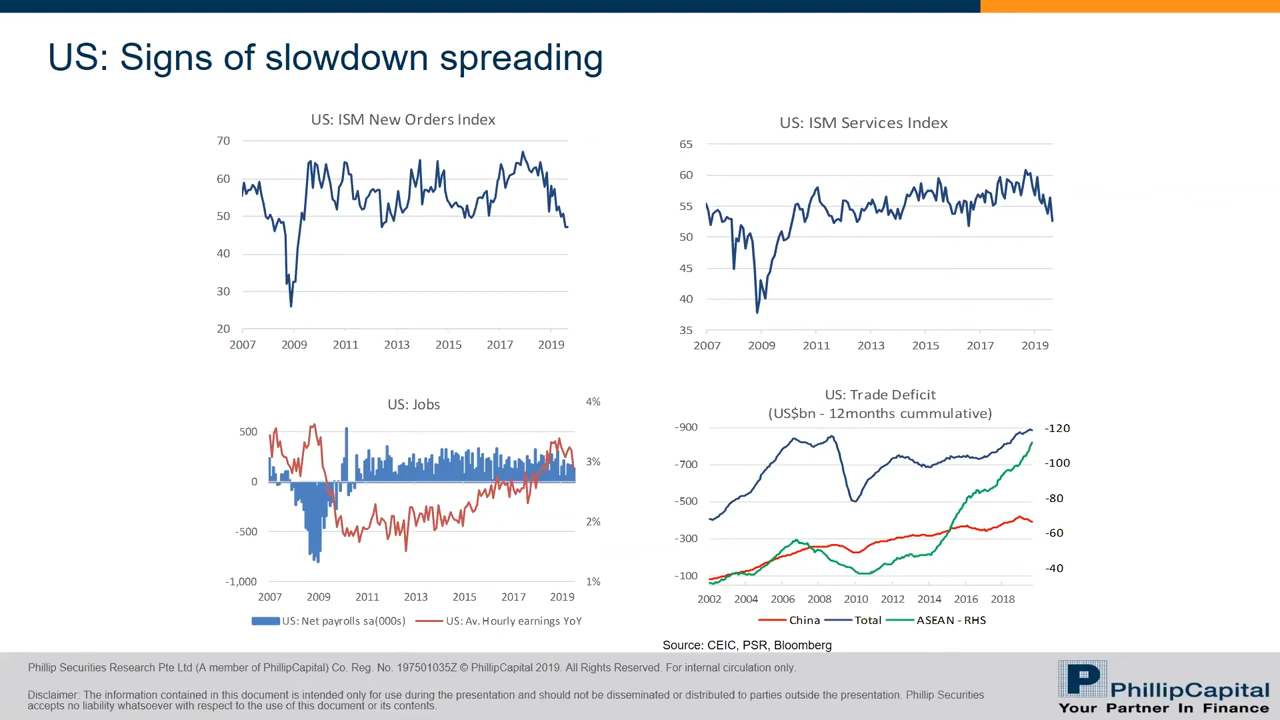 US: Signs of slowdown spreading
US: ISM New Orders Index
70
60
50
40
30
20
2007 2009 2011 2013 2015 2017 2019
US: ISM Services Index
65
60
55
50
45
40
35
2007 2009 2011 2013 2015 2017 2019
US: Jobs
500
0
-500
-1,000
4%
3%
2%
1%
2007 2009 2011 2013 2015 2017 2019
US: Net payrolls sa(000s) US: Av. Hourly earnings YoY
US: Trade Deficit
(US$bn - 12months cummulative)
-900
-700
-500
-300
-100
-120
-100
-80
-60
-40
2002 2004 2006 2008 2010 2012 2014 2016 2018
China Total ASEAN - RHS
Source: CEIC, PSR, Bloomberg
Phillip Securities Research Pte Ltd (A member of PhillipCapital) Co. Reg. No. 197501035Z © PhillipCapital 2019. All Rights Reserved. For internal circulation only.
Disclaimer: The information contained in this document is intended only for use during the presentation and should not be disseminated or distributed to parties outside the presentation. Phillip Securities
accepts no liability whatsoever with respect to the use of this document or its contents.
PhillipCapital
Your Partner In Finance